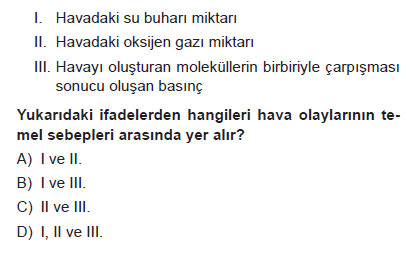 I. Havadaki su buharı miktarı
II. Havadaki oksijen gazı miktarı
III. Havayı oluşturan moleküllerin birbiriyle çarpışması
sonucu oluşan basınç
Yukarıdaki ifadelerden hangileri hava olaylarının te-
mel sebepleri arasında yer alır?
A) I ve II.
B) I ve III.
C) II ve III.
D) I, II ve III.